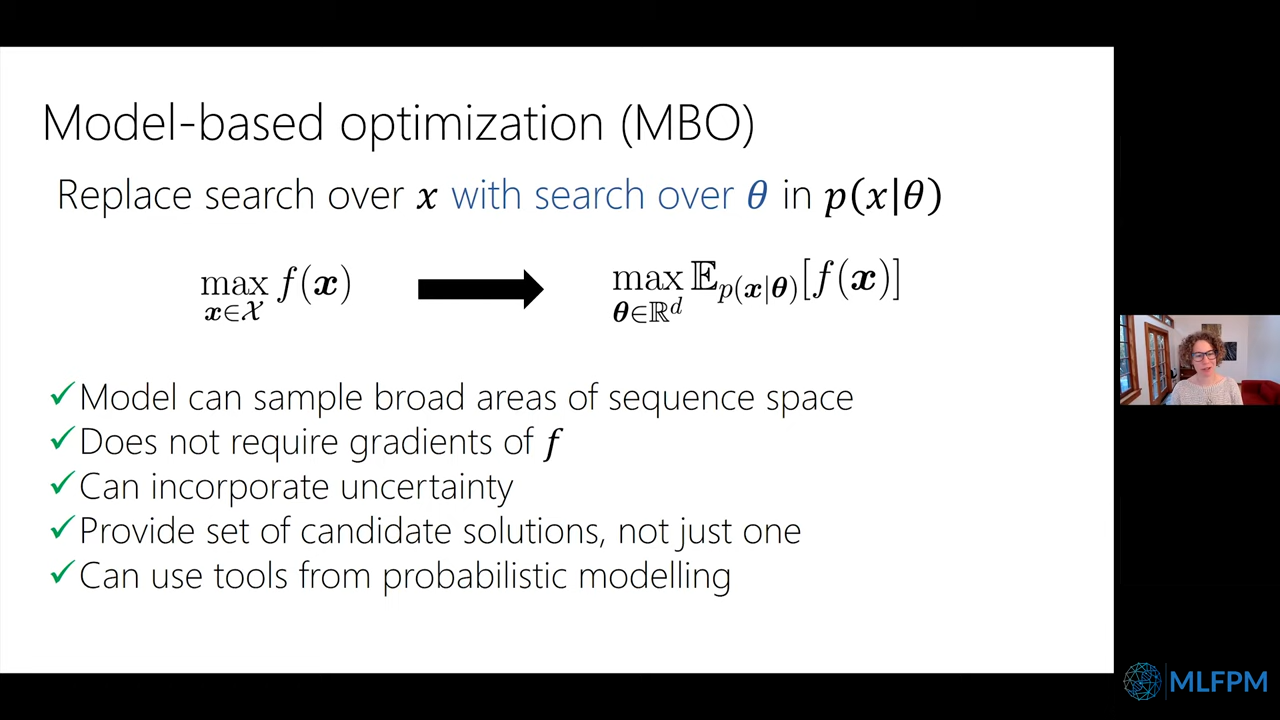 Model-based optimization (MBO)
Replace search over x with search over θ in p(x|θ)
max f(x)
x∈𝒳
max 𝔼p(x|θ)[f(x)]
θ∈ℝᵈ
✓Model can sample broad areas of sequence space
✓Does not require gradients of f
✓Can incorporate uncertainty
✓Provide set of candidate solutions, not just one
✓Can use tools from probabilistic modelling
MLFPM